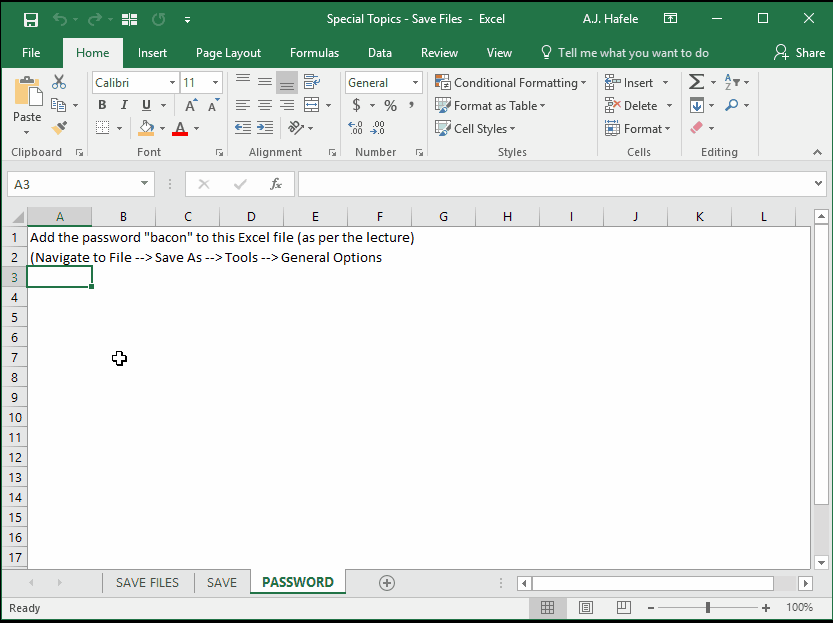 Special Topics - Save Files - Excel
A.J. Hafele
File Home Insert Page Layout Formulas Data Review View Tell me what you want to do Share
Paste
Calibri 11
B I U A A
A
General
$ % ,
.00 .00
Conditional Formatting
Format as Table
Cell Styles
Insert
Delete
Format
Σ A Z
Clipboard Font Alignment Number Styles Cells Editing
A3 fx
A B C D E F G H I J K L
1 Add the password "bacon" to this Excel file (as per the lecture)
2 (Navigate to File --> Save As --> Tools --> General Options
3
4
5
6
7
8
9
10
11
12
13
14
15
16
17
SAVE FILES SAVE PASSWORD
Ready 100%